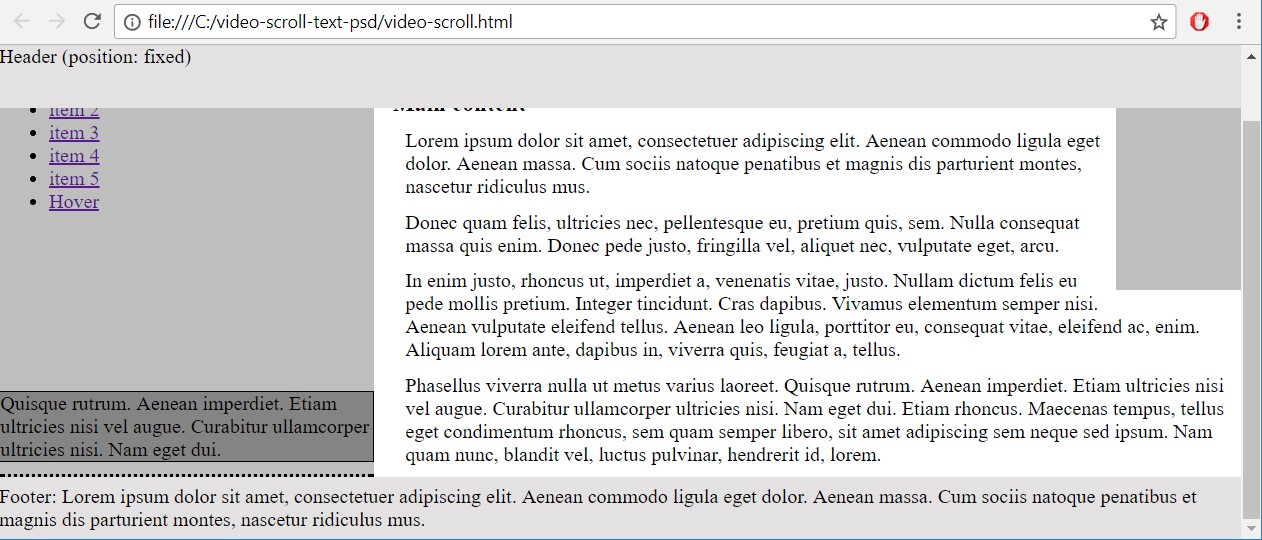 file:///C:/video-scroll-text-psd/video-scroll.html
Header (position: fixed)
item 2
item 3
item 4
item 5
Hover
Quisque rutrum. Aenean imperdiet. Etiam
ultricies nisi vel augue. Curabitur ullamcorper
ultricies nisi. Nam eget dui.
Main content
Lorem ipsum dolor sit amet, consectetuer adipiscing elit. Aenean commodo ligula eget
dolor. Aenean massa. Cum sociis natoque penatibus et magnis dis parturient montes,
nascetur ridiculus mus.
Donec quam felis, ultricies nec, pellentesque eu, pretium quis, sem. Nulla consequat
massa quis enim. Donec pede justo, fringilla vel, aliquet nec, vulputate eget, arcu.
In enim justo, rhoncus ut, imperdiet a, venenatis vitae, justo. Nullam dictum felis eu
pede mollis pretium. Integer tincidunt. Cras dapibus. Vivamus elementum semper nisi.
Aenean vulputate eleifend tellus. Aenean leo ligula, porttitor eu, consequat vitae, eleifend ac, enim.
Aliquam lorem ante, dapibus in, viverra quis, feugiat a, tellus.
Phasellus viverra nulla ut metus varius laoreet. Quisque rutrum. Aenean imperdiet. Etiam ultricies nisi
vel augue. Curabitur ullamcorper ultricies nisi. Nam eget dui. Etiam rhoncus. Maecenas tempus, tellus
eget condimentum rhoncus, sem quam semper libero, sit amet adipiscing sem neque sed ipsum. Nam
quam nunc, blandit vel, luctus pulvinar, hendrerit id, lorem.
Footer: Lorem ipsum dolor sit amet, consectetuer adipiscing elit. Aenean commodo ligula eget dolor. Aenean massa. Cum sociis natoque penatibus et
magnis dis parturient montes, nascetur ridiculus mus.